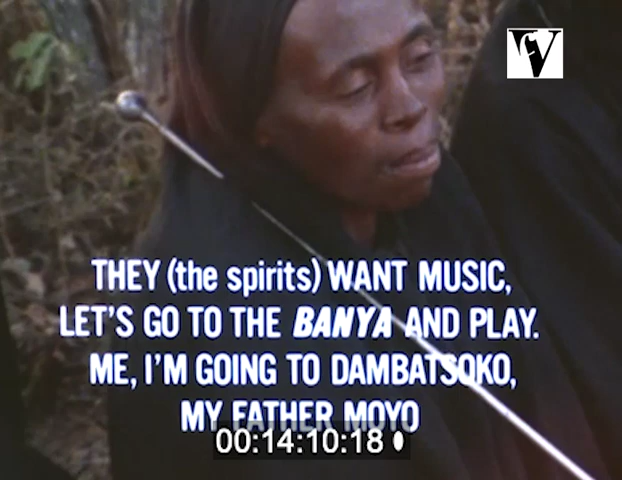 VF
THEY (the spirits) WANT MUSIC,
LET'S GO TO THE BANYA AND PLAY.
ME, I'M GOING TO DAMBATSOKO,
MY FATHER MOYO
00:14:10:18